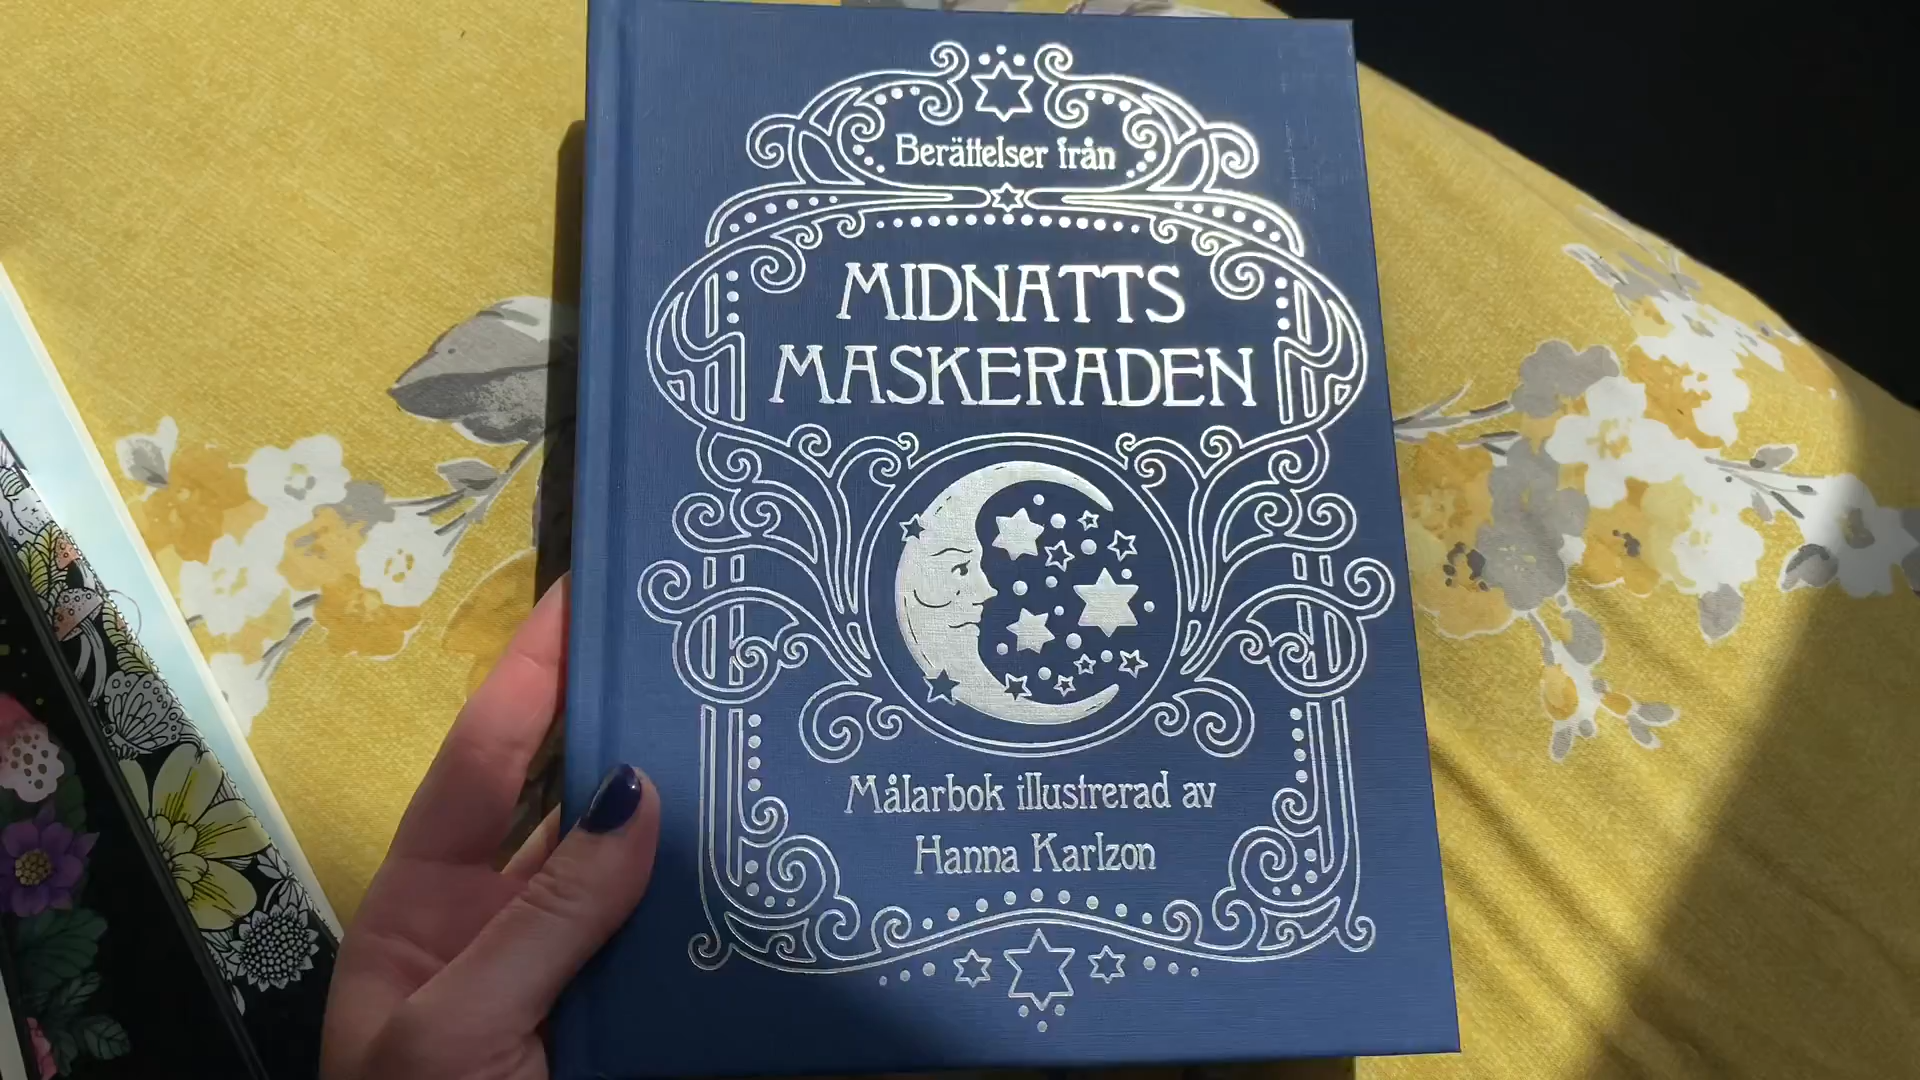 Berättelser från
MIDNATTS
MASKERADEN
Målarbok illustrerad av
Hanna Karlzon